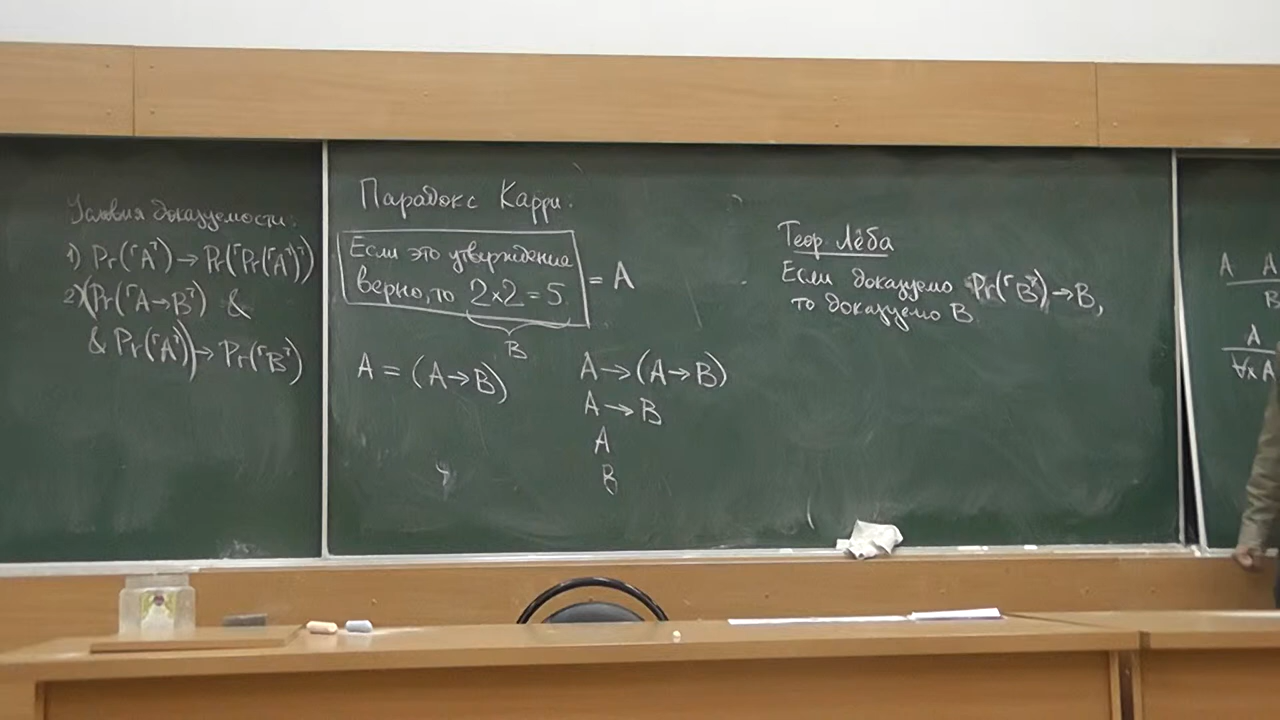 Условия доказуемости:
1) Pr(⌜A⌝) → Pr(⌜Pr(⌜A⌝)⌝)
2) (Pr(⌜A→B⌝) &
& Pr(⌜A⌝)) → Pr(⌜B⌝)
Парадокс Карри:
Если это утверждение
верно, то 2×2=5 = A
B
A = (A→B)
A→(A→B)
A→B
A
B
Теор Лёба
Если доказуемо Pr(⌜B⌝)→B,
то доказуемо B.
A A
B
A
∀x A